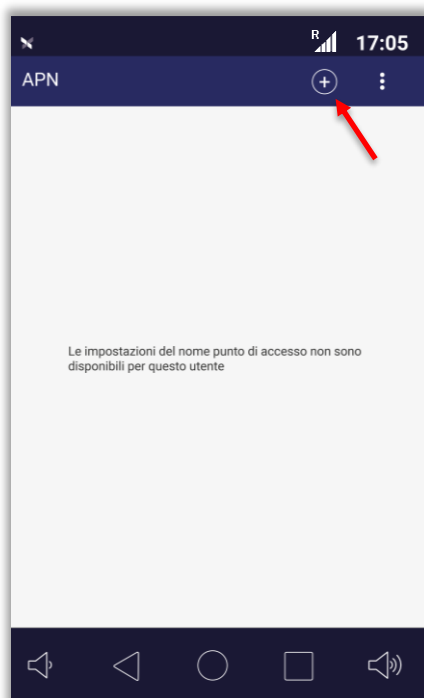 R
17:05
APN
Le impostazioni del nome punto di accesso non sono
disponibili per questo utente